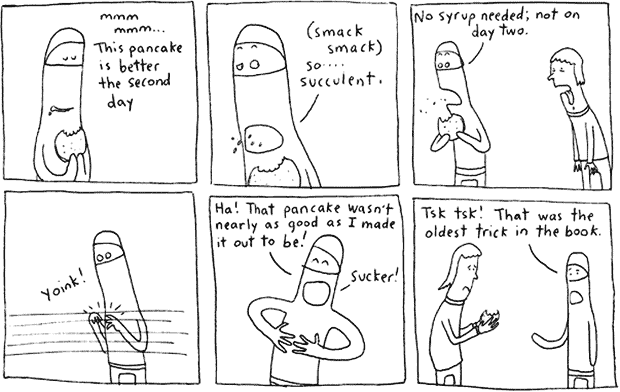 mmm
mmm...
This pancake
is better
the second
day
(smack
smack)
so....
succulent.
No syrup needed; not on
day two.
Yoink!
Ha! That pancake wasn't
nearly as good as I made
it out to be!
Sucker!
Tsk tsk! That was the
oldest trick in the book.